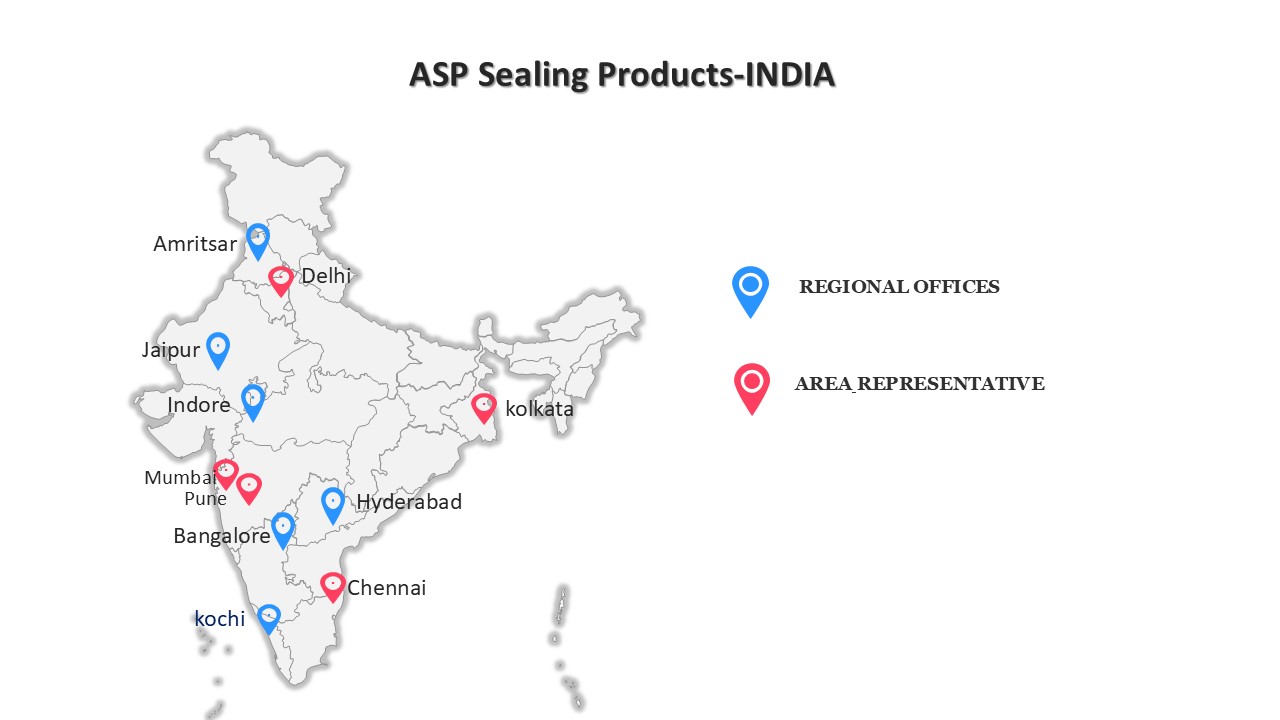 ASP Sealing Products-INDIA
Amritsar
Delhi
REGIONAL OFFICES
Jaipur
AREA REPRESENTATIVE
Indore
kolkata
Mumbai
Pune
Hyderabad
Bangalore
Chennai
kochi